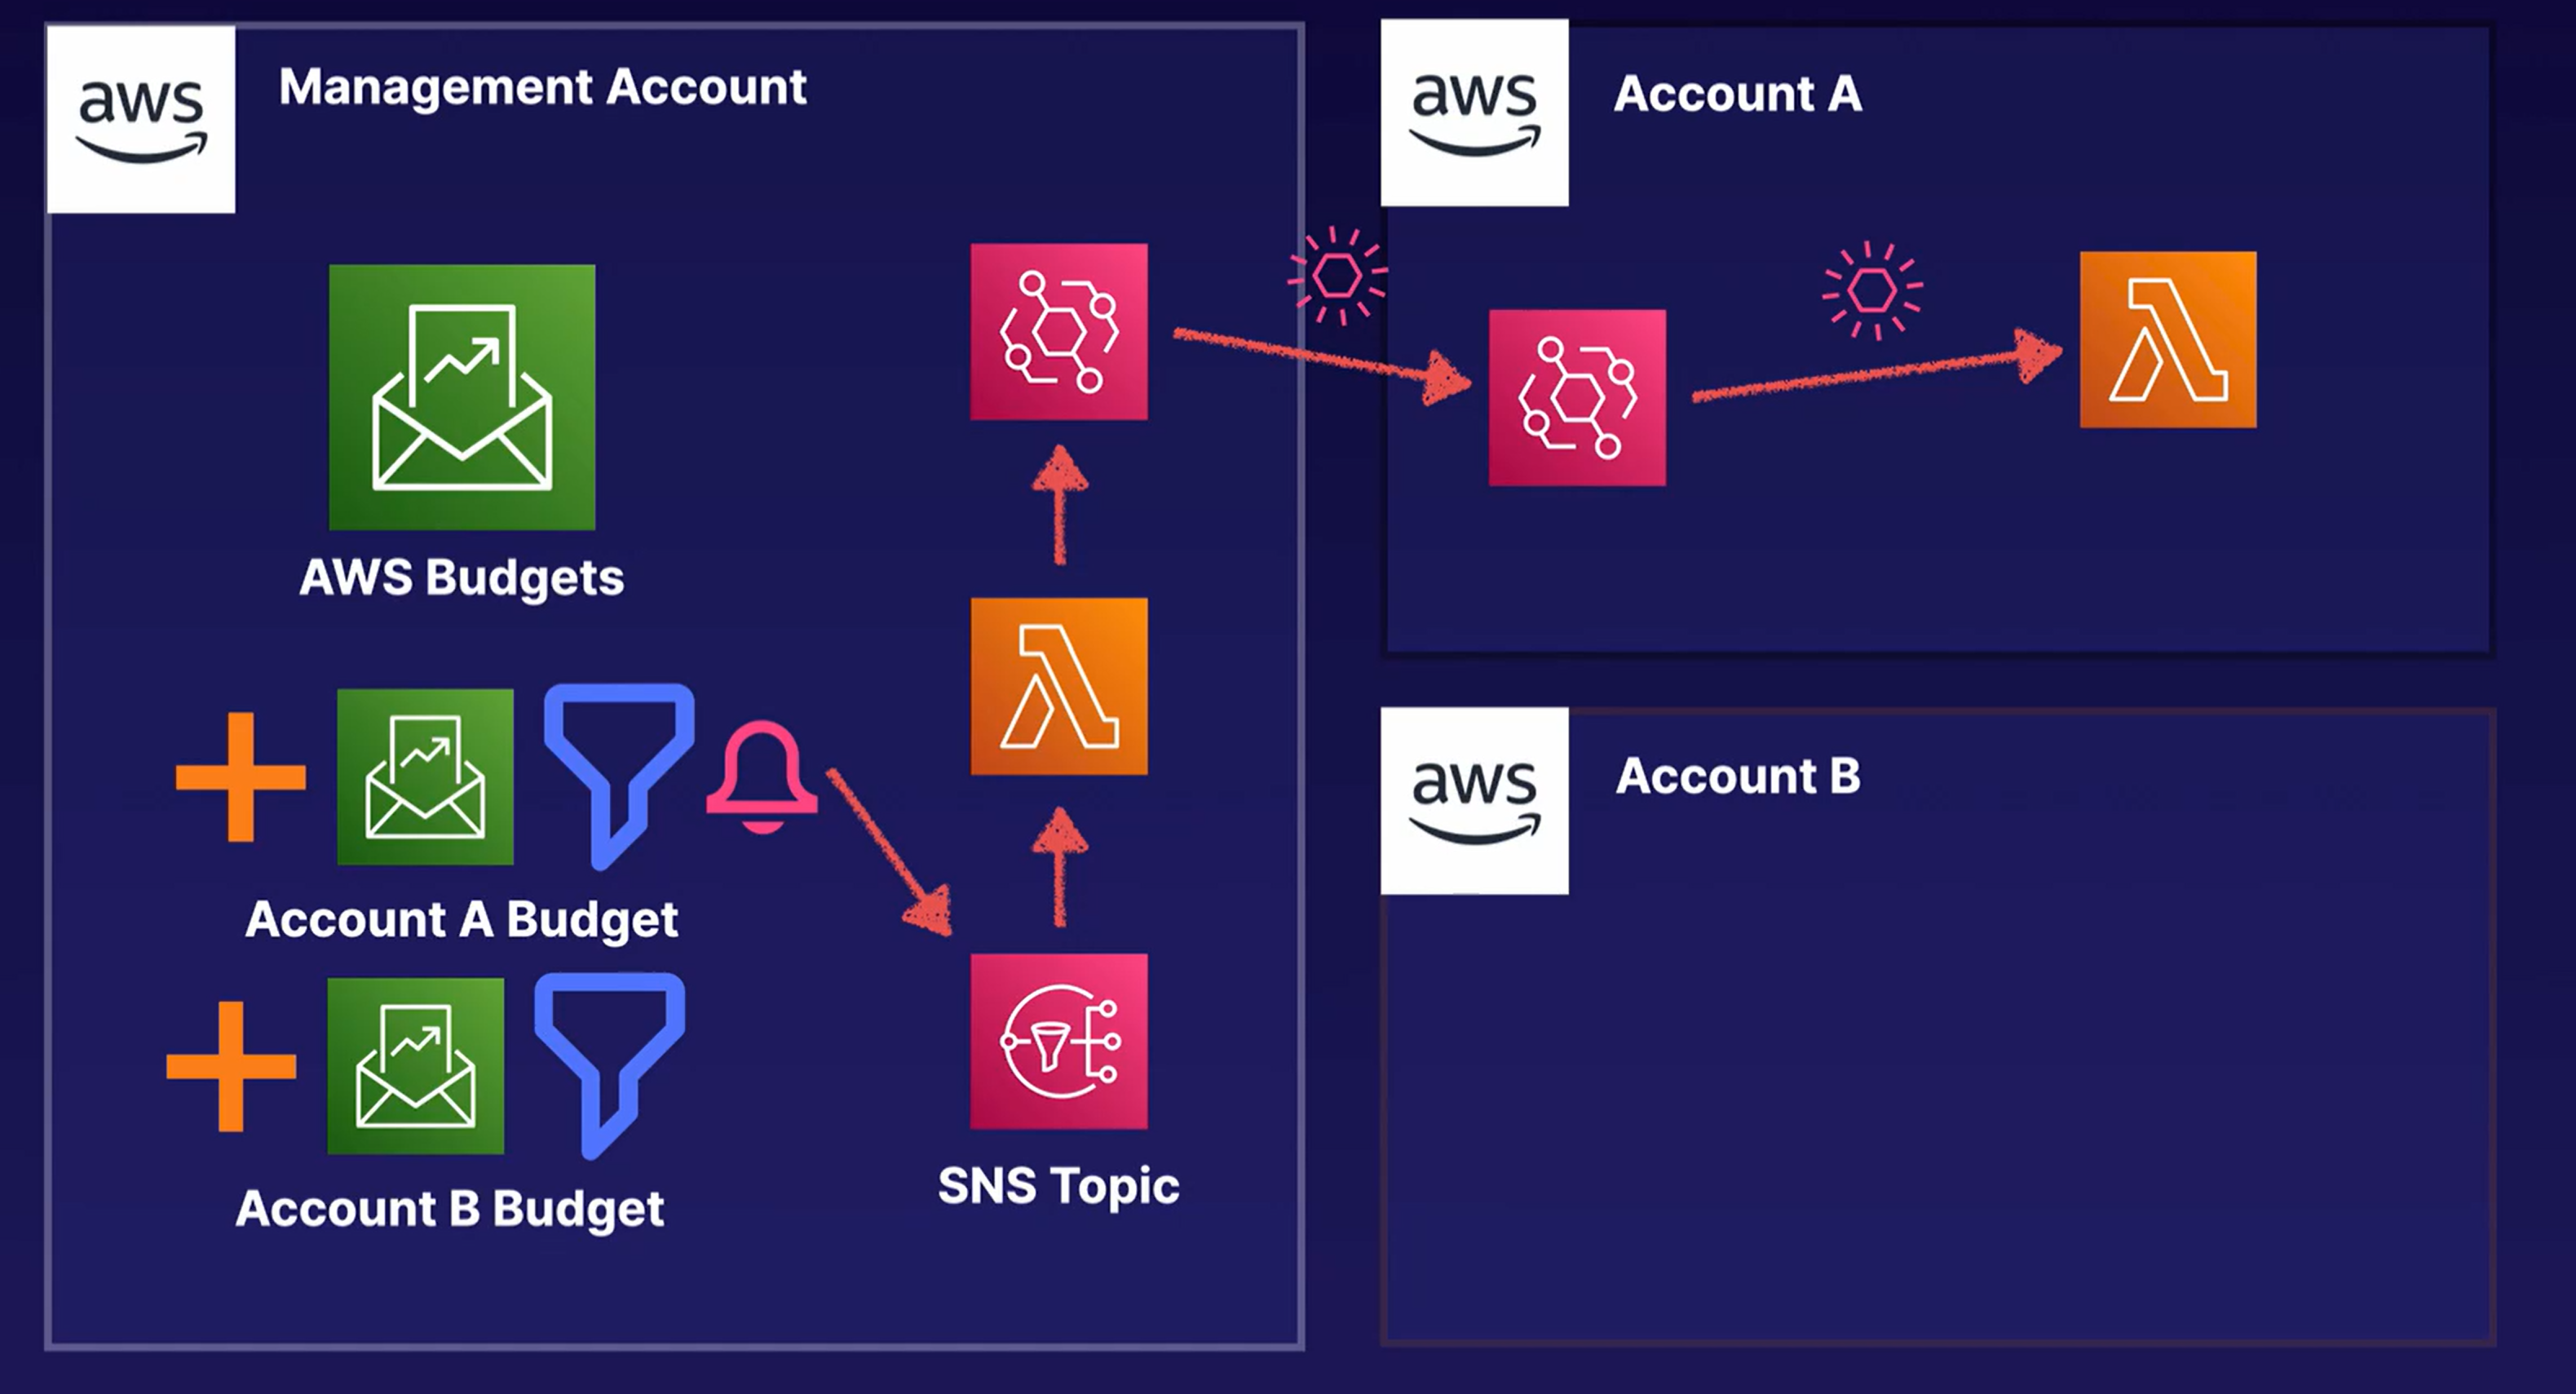 aws
Management Account
AWS Budgets
Account A Budget
Account B Budget
SNS Topic
aws
Account A
aws
Account B